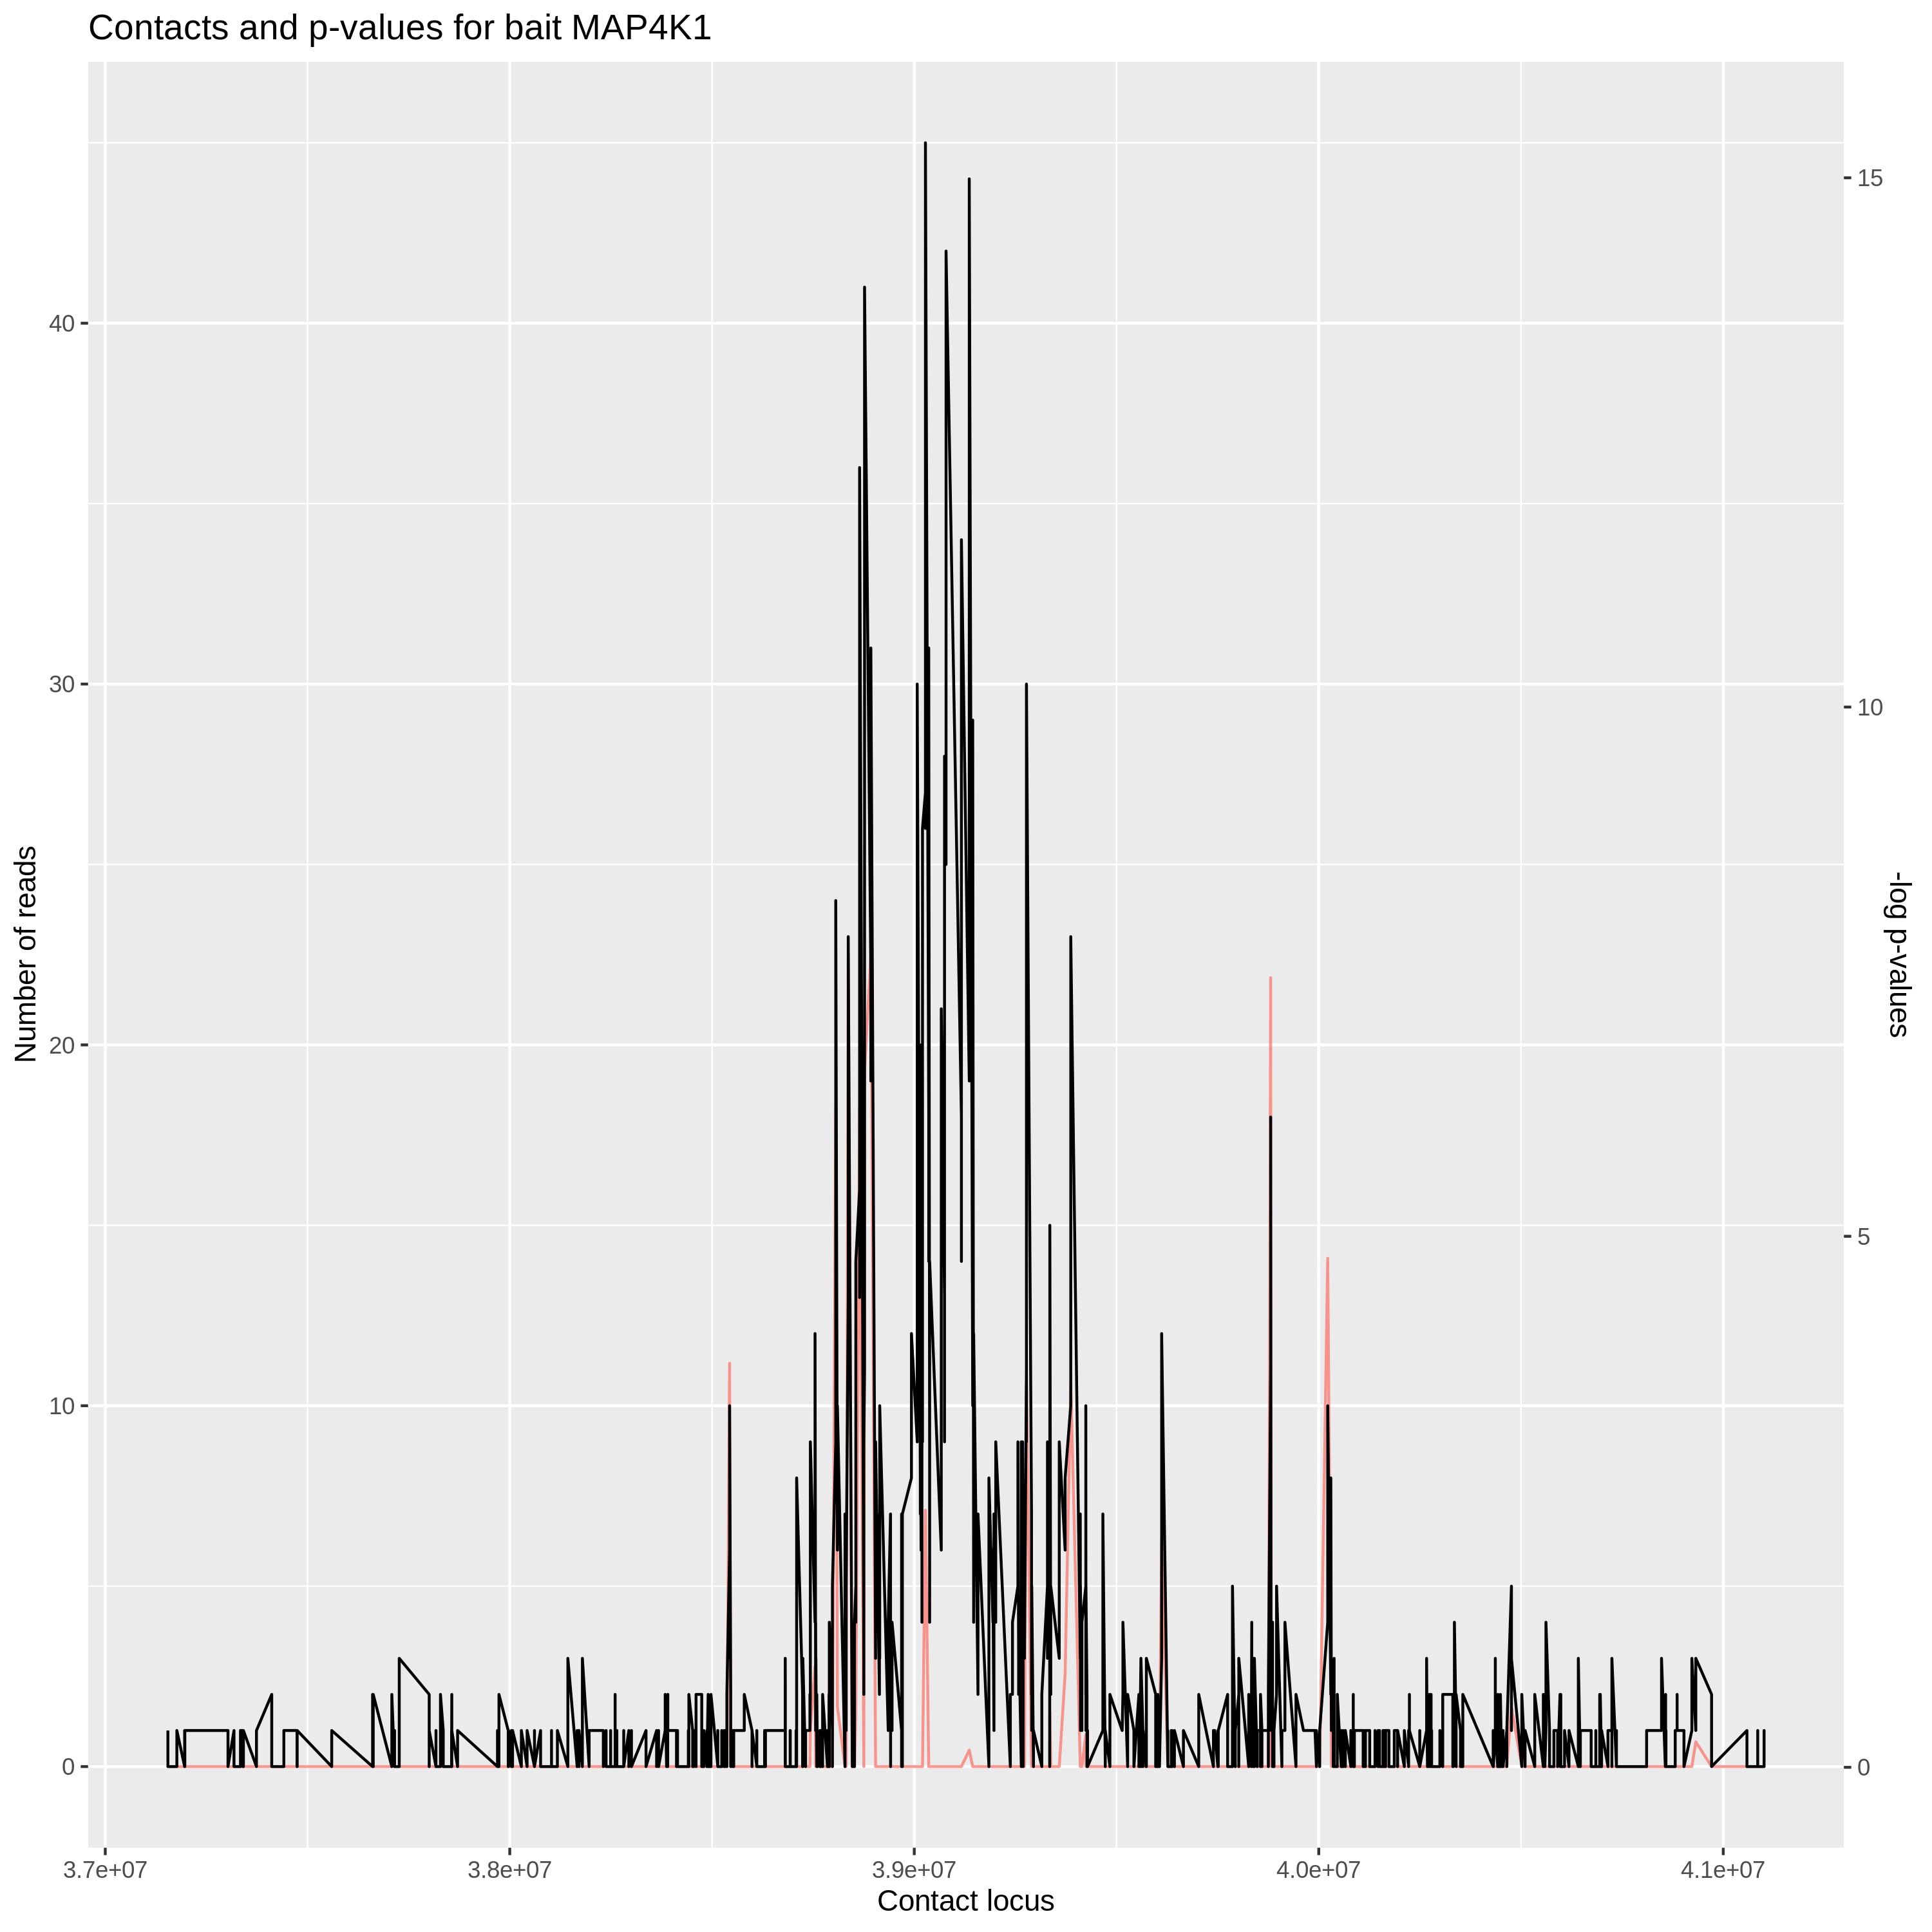 Contacts and p-values for bait MAP4K1
Number of reads
40
30
20
10
0
15
10
5
0
-log p-values
3.7e+07 3.8e+07 3.9e+07 4.0e+07 4.1e+07
Contact locus